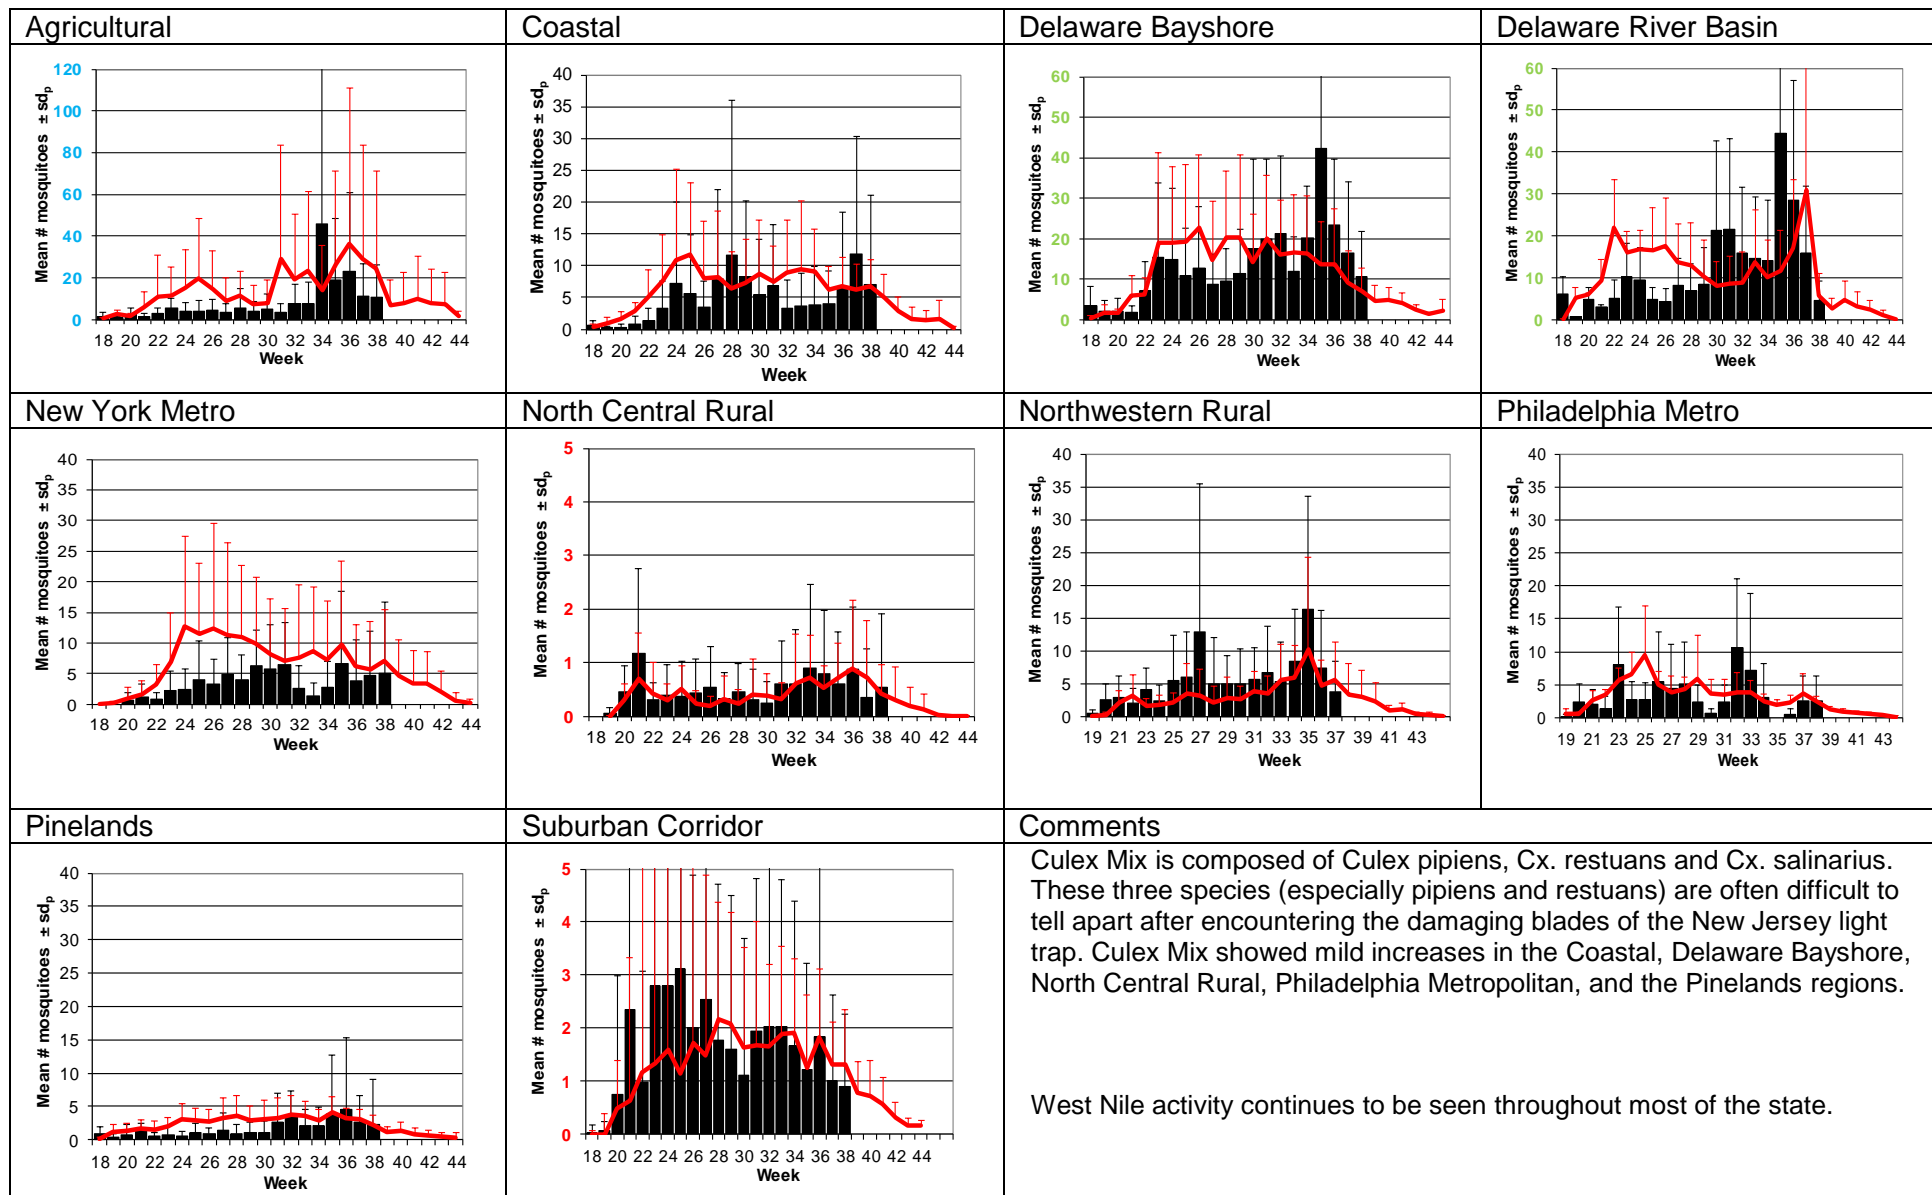 Agricultural
Coastal
Delaware Bayshore
Delaware River Basin
Mean # mosquitoes ± sdp
120
100
80
60
40
20
0
18 20 22 24 26 28 30 32 34 36 38 40 42 44
Week
Mean # mosquitoes ± sdp
40
35
30
25
20
15
10
5
0
18 20 22 24 26 28 30 32 34 36 38 40 42 44
Week
Mean # mosquitoes ± sdp
60
50
40
30
20
10
0
18 20 22 24 26 28 30 32 34 36 38 40 42 44
Week
Mean # mosquitoes ± sdp
60
50
40
30
20
10
0
18 20 22 24 26 28 30 32 34 36 38 40 42 44
Week
New York Metro
North Central Rural
Northwestern Rural
Philadelphia Metro
Mean # mosquitoes ± sdp
40
35
30
25
20
15
10
5
0
18 20 22 24 26 28 30 32 34 36 38 40 42 44
Week
Mean # mosquitoes ± sdp
5
4
3
2
1
0
18 20 22 24 26 28 30 32 34 36 38 40 42 44
Week
Mean # mosquitoes ± sdp
40
35
30
25
20
15
10
5
0
19 21 23 25 27 29 31 33 35 37 39 41 43
Week
Mean # mosquitoes ± sdp
40
35
30
25
20
15
10
5
0
19 21 23 25 27 29 31 33 35 37 39 41 43
Week
Pinelands
Suburban Corridor
Comments
Mean # mosquitoes ± sdp
40
35
30
25
20
15
10
5
0
18 20 22 24 26 28 30 32 34 36 38 40 42 44
Week
Mean # mosquitoes ± sdp
5
4
3
2
1
0
18 20 22 24 26 28 30 32 34 36 38 40 42 44
Week
Culex Mix is composed of Culex pipiens, Cx. restuans and Cx. salinarius.
These three species (especially pipiens and restuans) are often difficult to
tell apart after encountering the damaging blades of the New Jersey light
trap. Culex Mix showed mild increases in the Coastal, Delaware Bayshore,
North Central Rural, Philadelphia Metropolitan, and the Pinelands regions.
West Nile activity continues to be seen throughout most of the state.